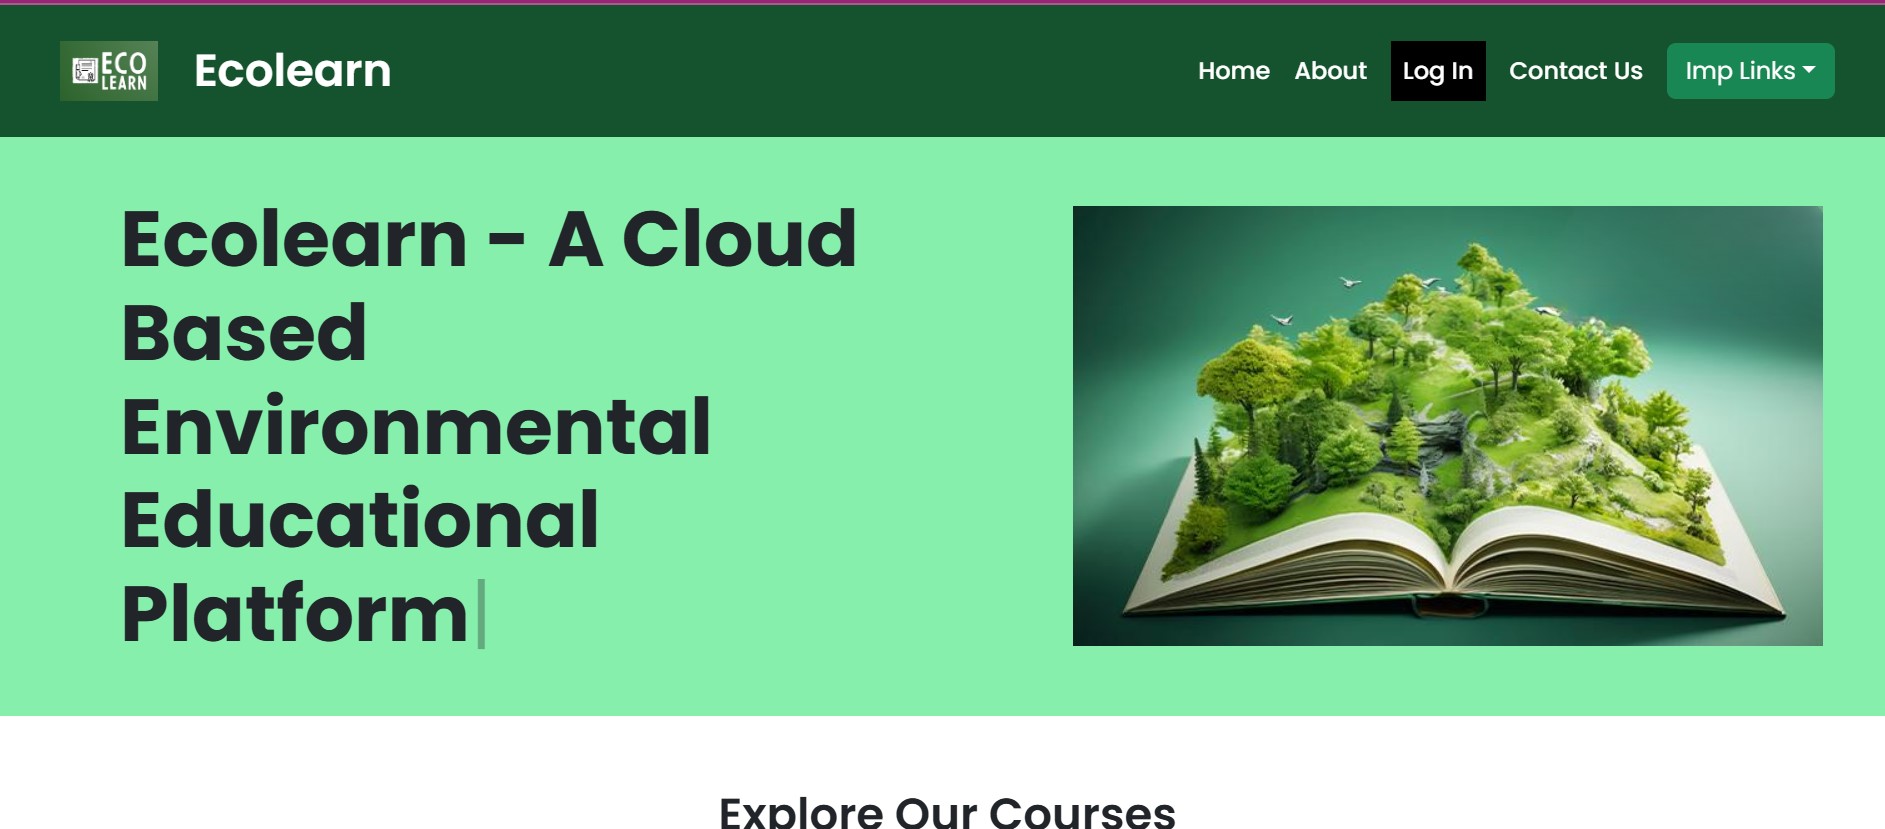 ECO
LEARN
Ecolearn
Home
About
Log In
Contact Us
Imp Links
Ecolearn - A Cloud
Based
Environmental
Educational
Platform
Explore Our Courses